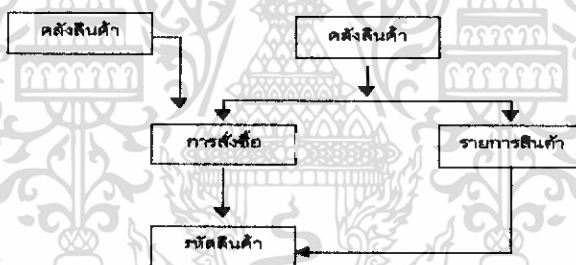 คลังสินค้า
คลังสินค้า
การสั่งซื้อ
รายการสินค้า
รหัสสินค้า